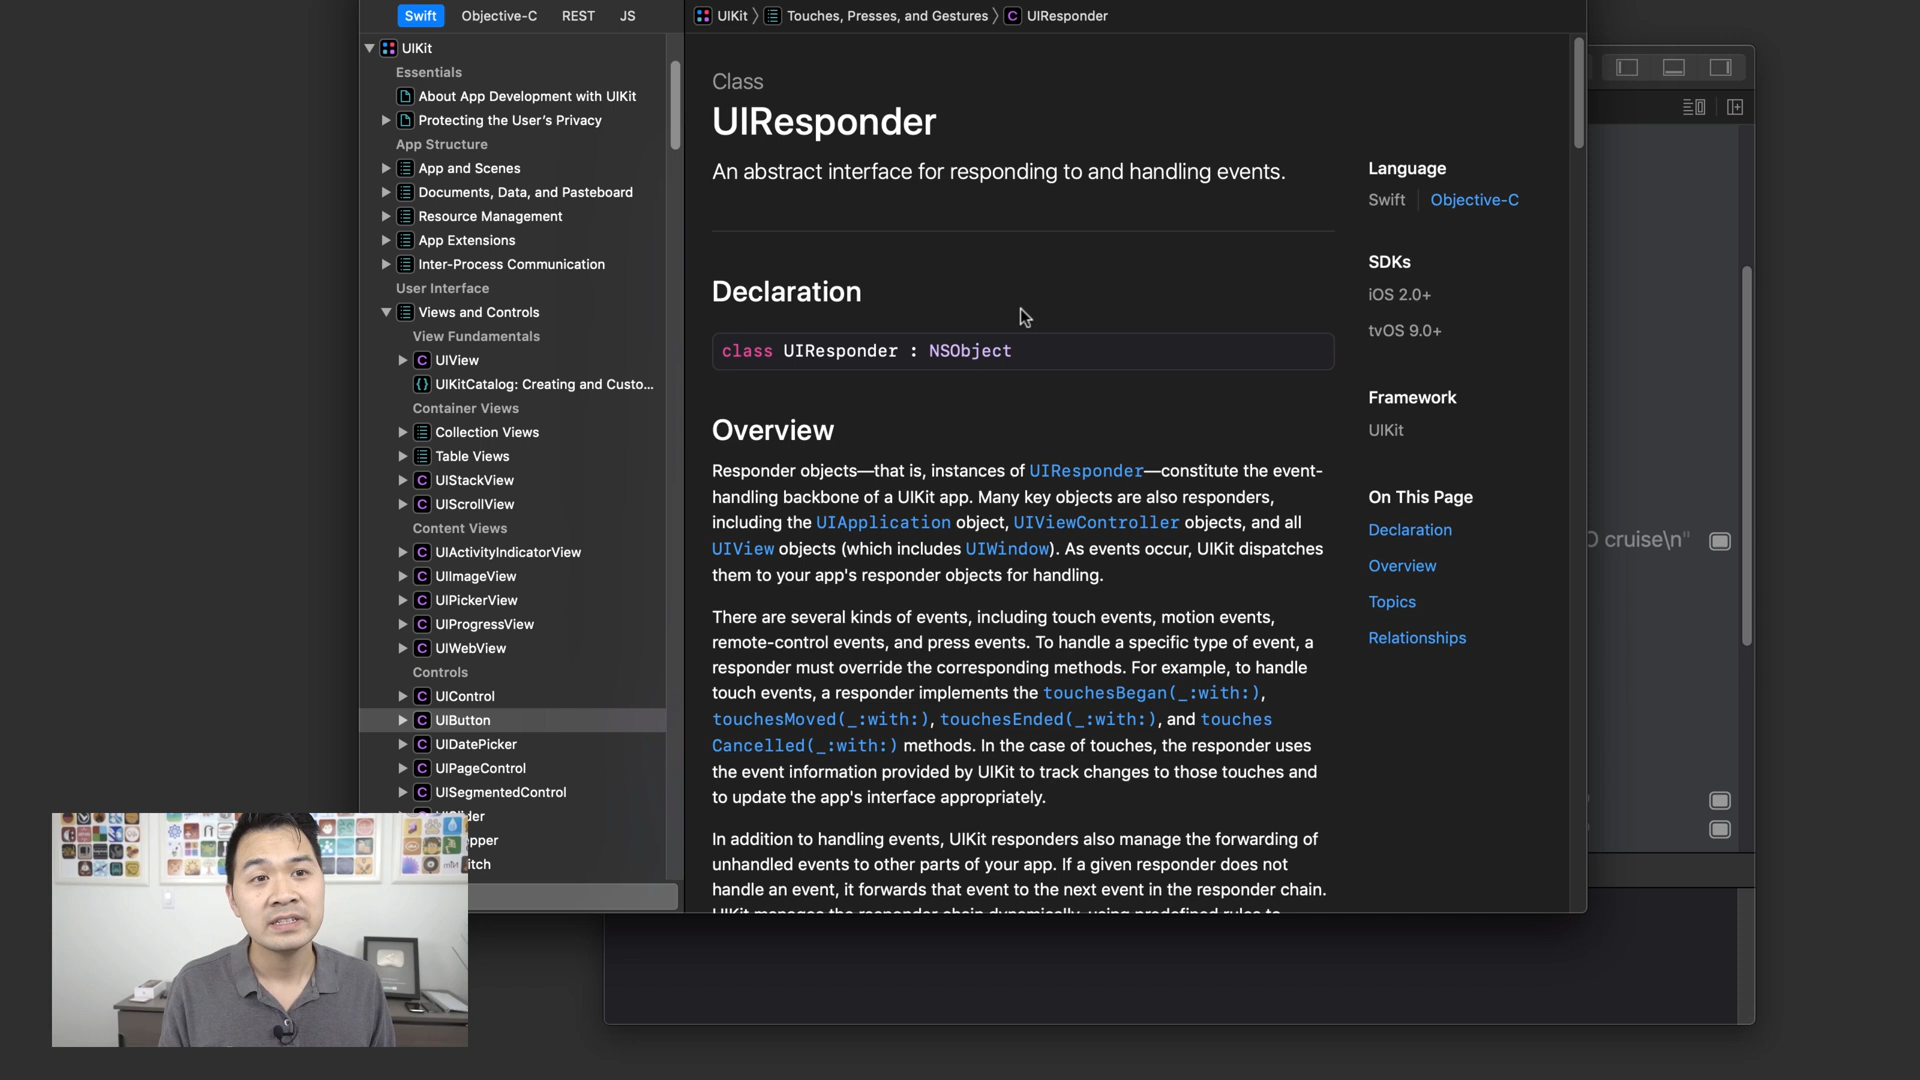 Swift Objective-C REST JS
UIKit
Essentials
About App Development with UIKit
Protecting the User's Privacy
App Structure
App and Scenes
Documents, Data, and Pasteboard
Resource Management
App Extensions
Inter-Process Communication
User Interface
Views and Controls
View Fundamentals
UIView
UIKitCatalog: Creating and Custo...
Container Views
Collection Views
Table Views
UIStackView
UIScrollView
Content Views
UIActivityIndicatorView
UIImageView
UIPickerView
UIProgressView
UIWebView
Controls
UIControl
UIButton
UIDatePicker
UIPageControl
UISegmentedControl
UIKit Touches, Presses, and Gestures UIResponder
Class
UIResponder
An abstract interface for responding to and handling events.
Declaration
class UIResponder : NSObject
Overview
Responder objects—that is, instances of UIResponder—constitute the event-
handling backbone of a UIKit app. Many key objects are also responders,
including the UIApplication object, UIViewController objects, and all
UIView objects (which includes UIWindow). As events occur, UIKit dispatches
them to your app's responder objects for handling.
There are several kinds of events, including touch events, motion events,
remote-control events, and press events. To handle a specific type of event, a
responder must override the corresponding methods. For example, to handle
touch events, a responder implements the touchesBegan(_:with:),
touchesMoved(_:with:), touchesEnded(_:with:), and touches
Cancelled(_:with:) methods. In the case of touches, the responder uses
the event information provided by UIKit to track changes to those touches and
to update the app's interface appropriately.
In addition to handling events, UIKit responders also manage the forwarding of
unhandled events to other parts of your app. If a given responder does not
handle an event, it forwards that event to the next event in the responder chain.
UIKit manages the responder chain dynamically, using predefined rules to
Language
Swift Objective-C
SDKs
iOS 2.0+
tvOS 9.0+
Framework
UIKit
On This Page
Declaration
Overview
Topics
Relationships
cruise\n"